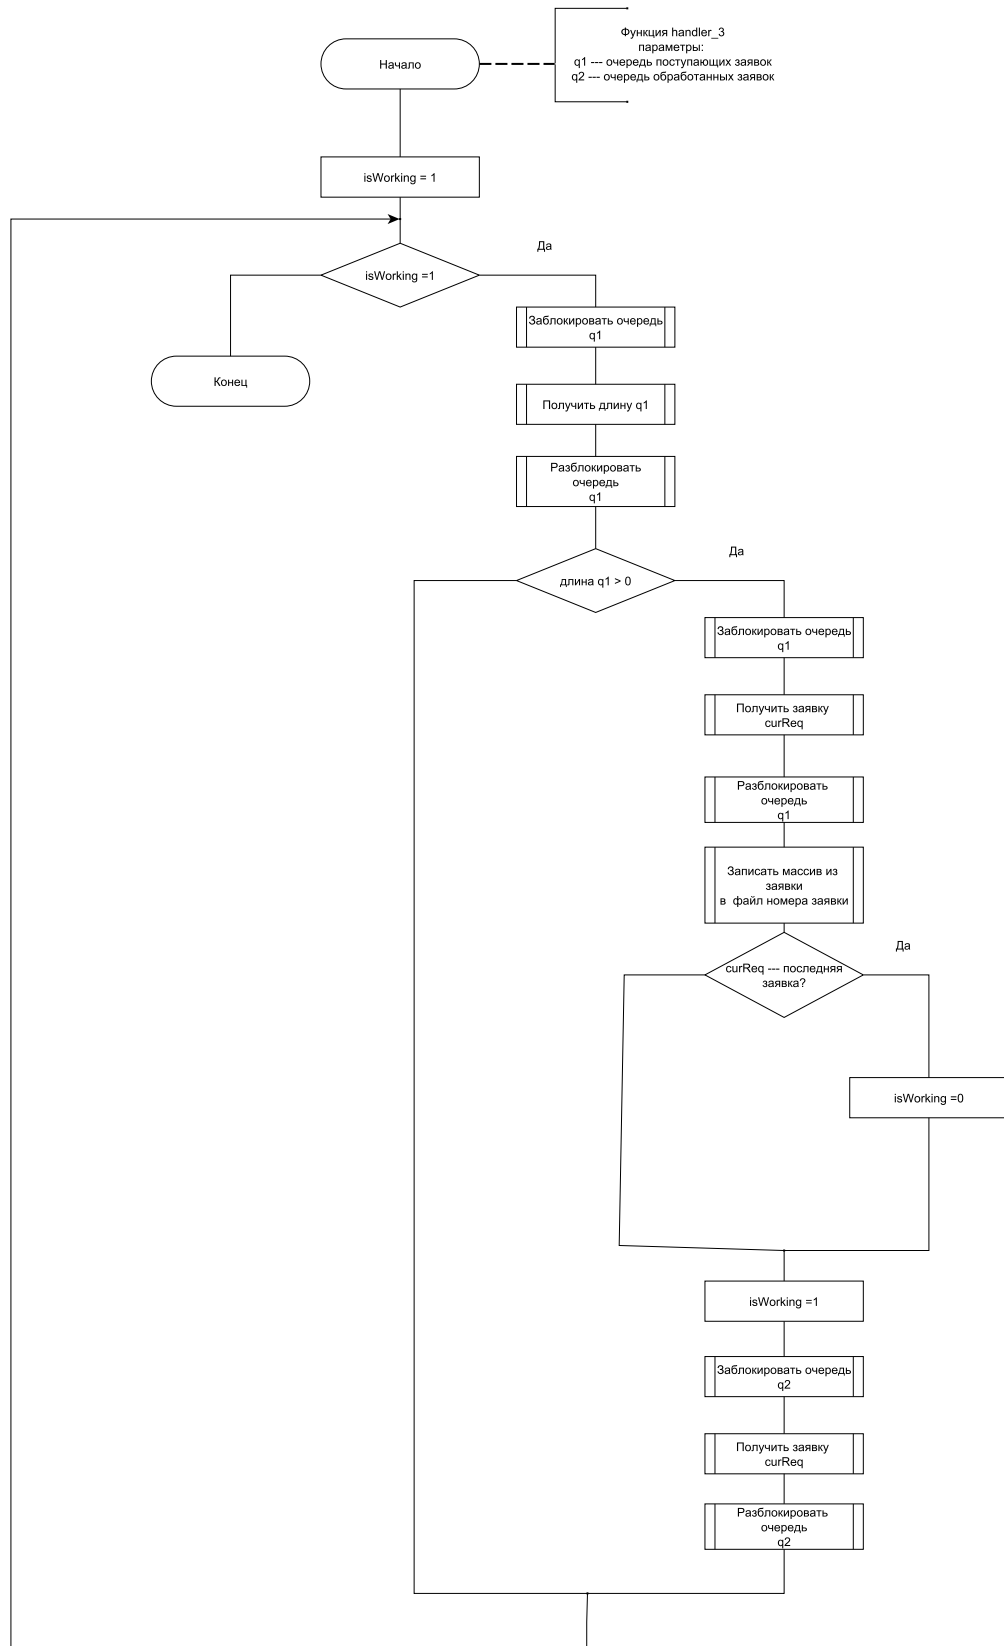 Функция handler_3
параметры:
q1 --- очередь поступающих заявок
q2 --- очередь обработанных заявок
Начало
isWorking = 1
Да
isWorking =1
Заблокировать очередь
q1
Конец
Получить длину q1
Разблокировать
очередь
q1
Да
длина q1 > 0
Заблокировать очередь
q1
Получить заявку
curReq
Разблокировать
очередь
q1
Записать массив из
заявки
в  файл номера заявки
Да
curReq --- последняя
заявка?
isWorking =0
isWorking =1
Заблокировать очередь
q2
Получить заявку
curReq
Разблокировать
очередь
q2